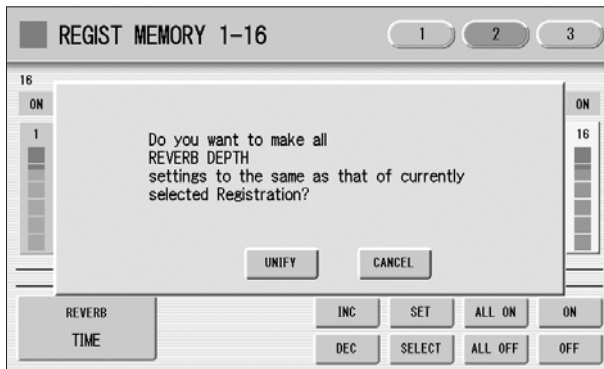 REGIST MEMORY 1-16
1
2
3
16
ON
ON
1
16
Do you want to make all
REVERB DEPTH
settings to the same as that of currently
selected Registration?
UNIFY
CANCEL
REVERB
TIME
INC
SET
ALL ON
ON
DEC
SELECT
ALL OFF
OFF